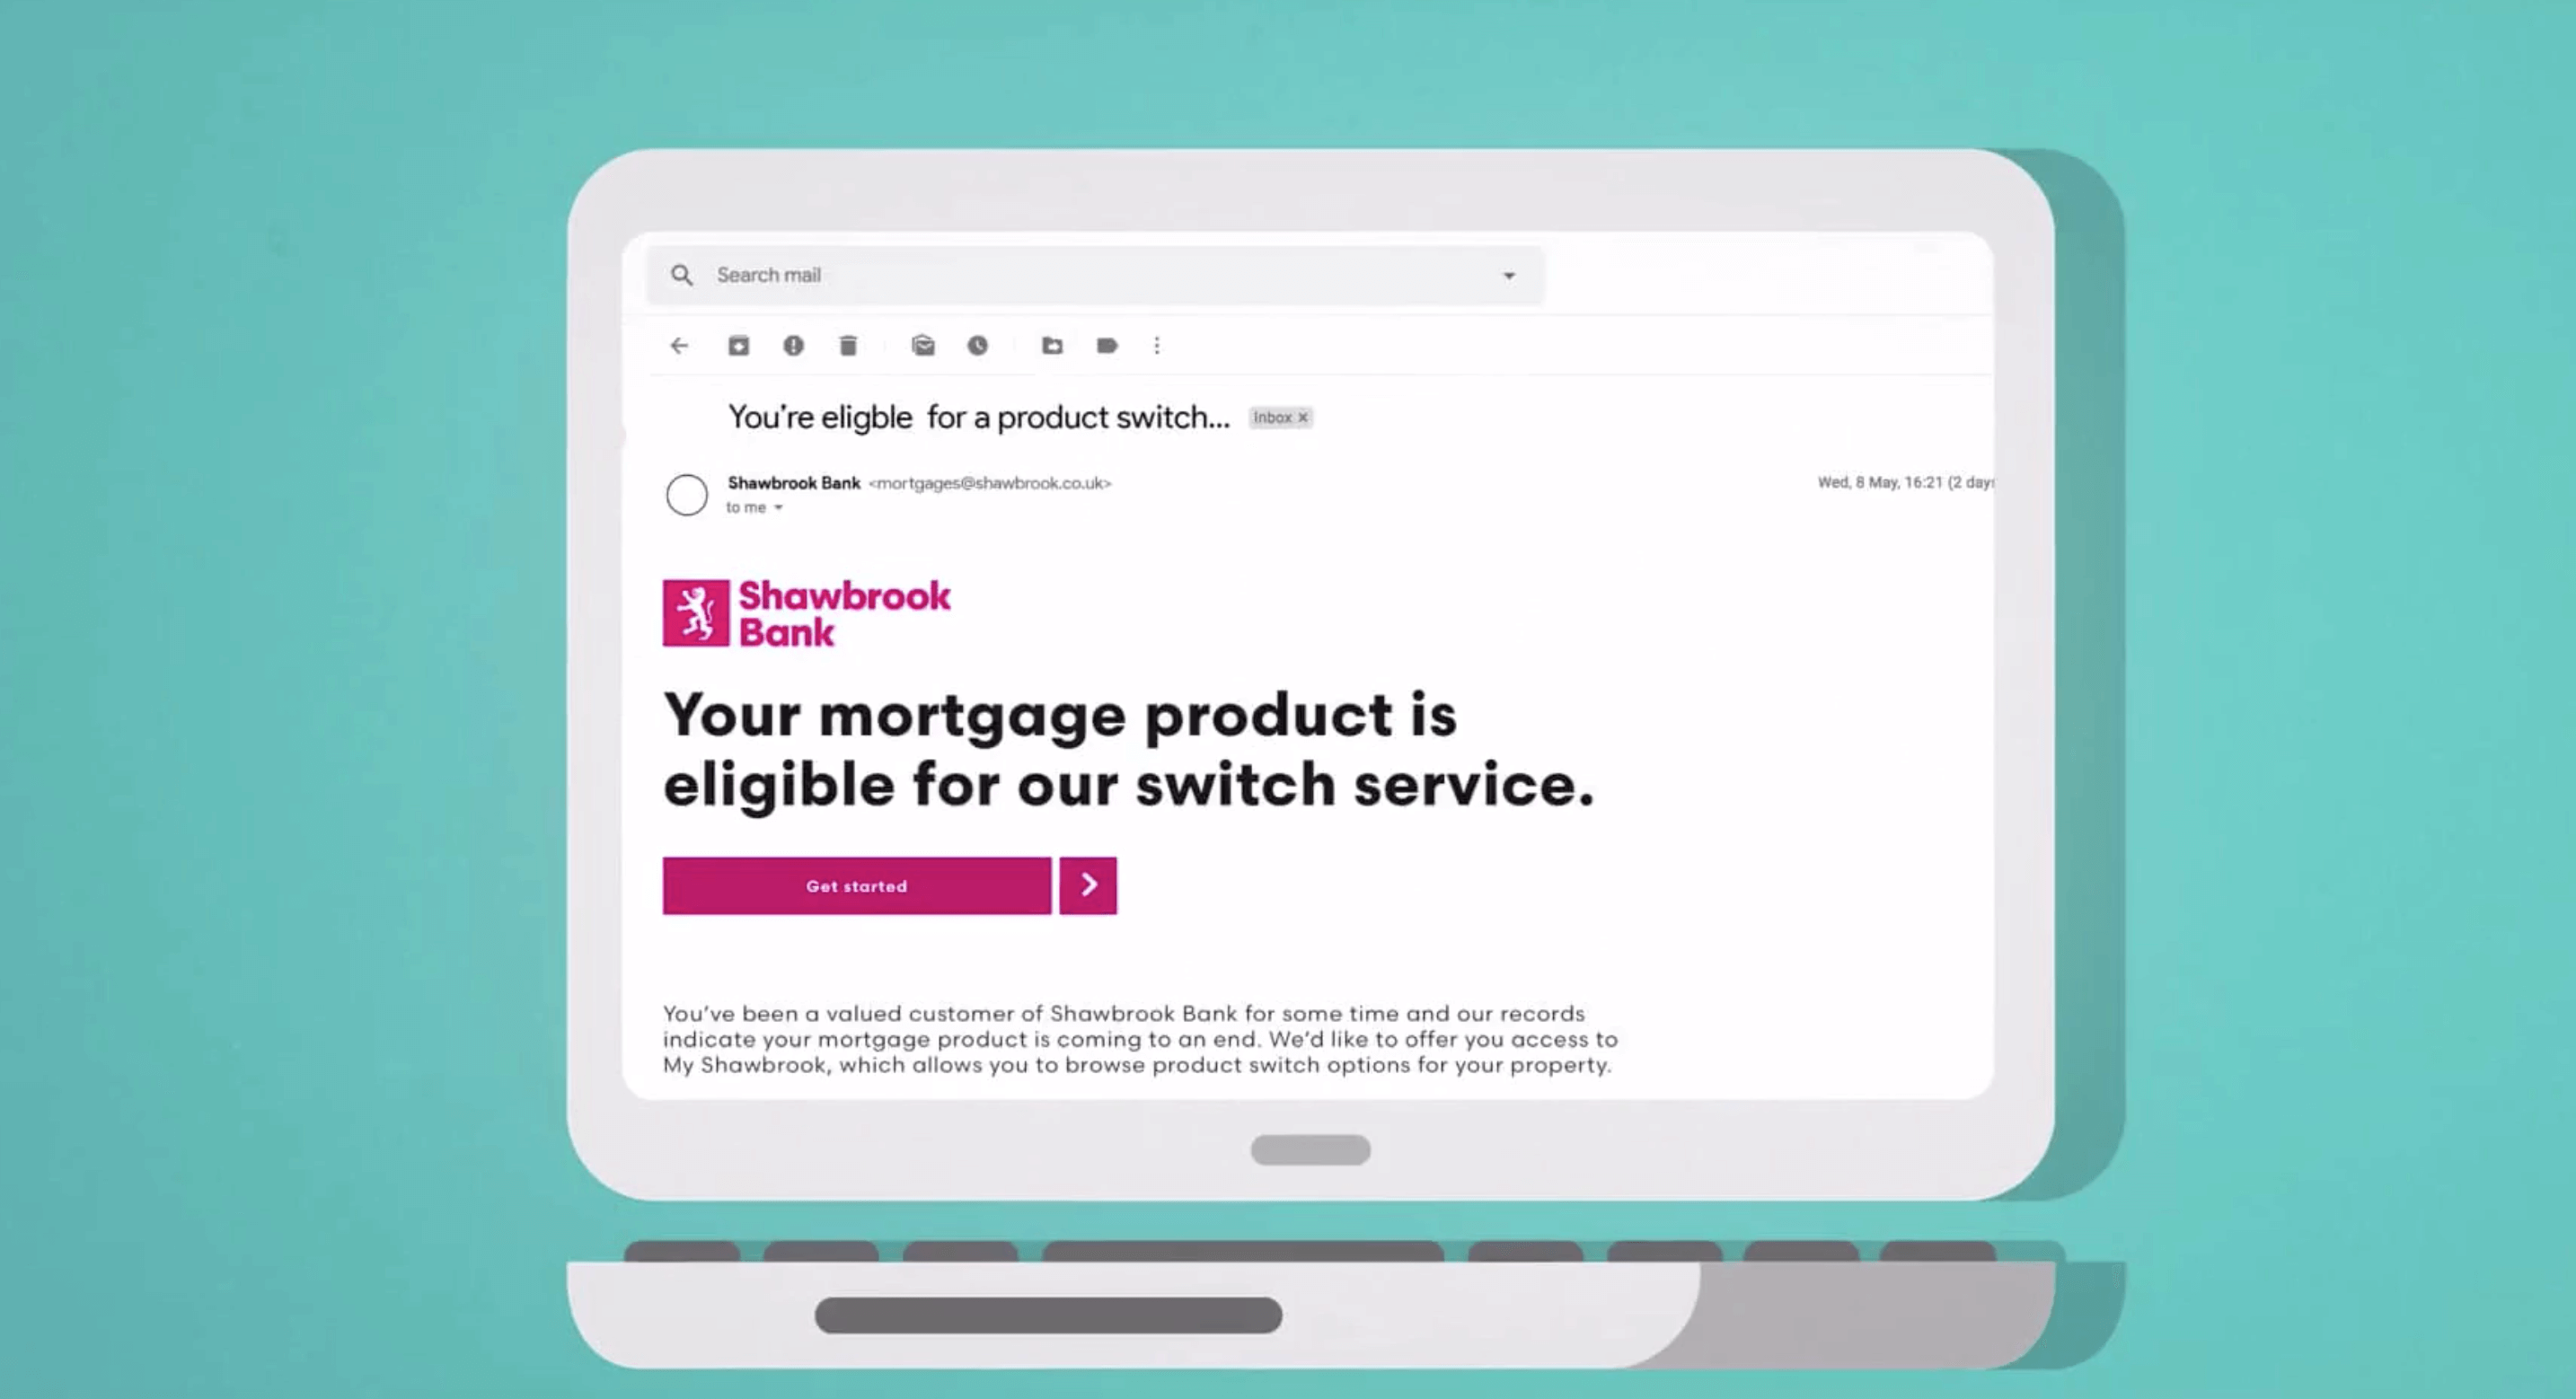 Search mail
You're eligble for a product switch... Inbox x
Shawbrook Bank <mortgages@shawbrook.co.uk> Wed, 8 May, 16:21 (2 days
to me
Shawbrook
Bank
Your mortgage product is
eligible for our switch service.
Get started
You've been a valued customer of Shawbrook Bank for some time and our records
indicate your mortgage product is coming to an end. We'd like to offer you access to
My Shawbrook, which allows you to browse product switch options for your property.